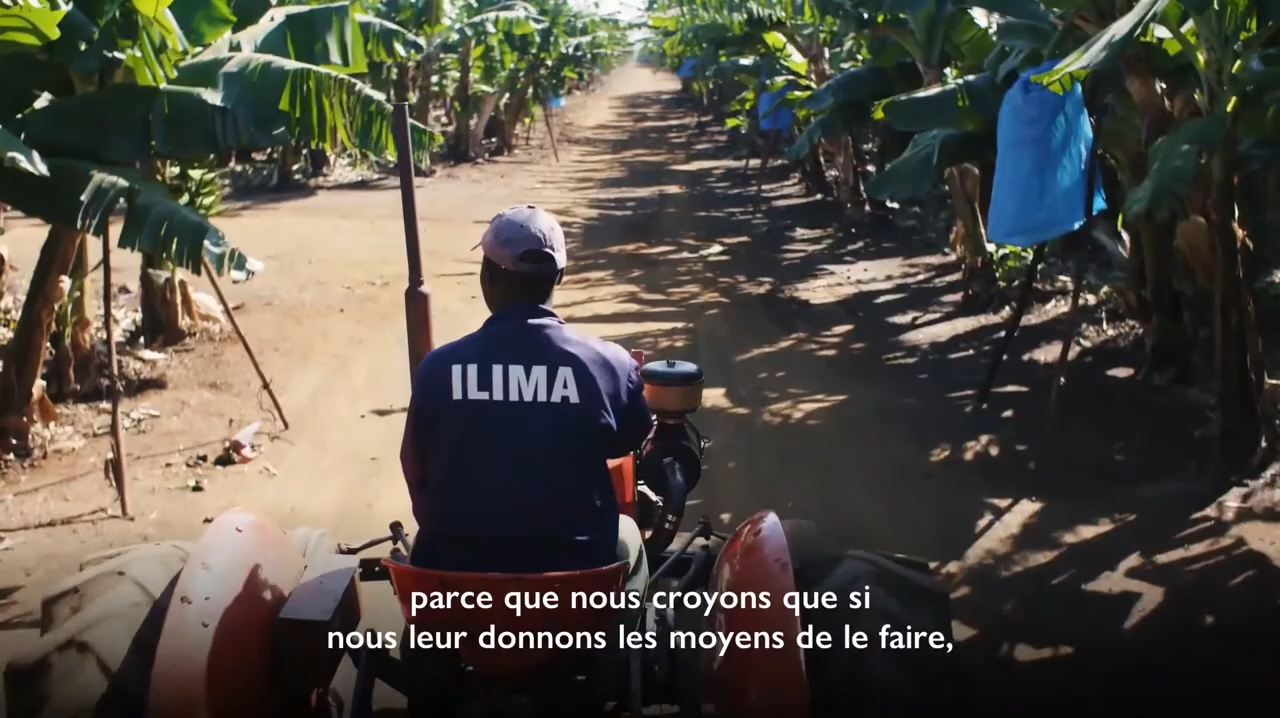 ILIMA
parce que nous croyons que si
nous leur donnons les moyens de le faire,